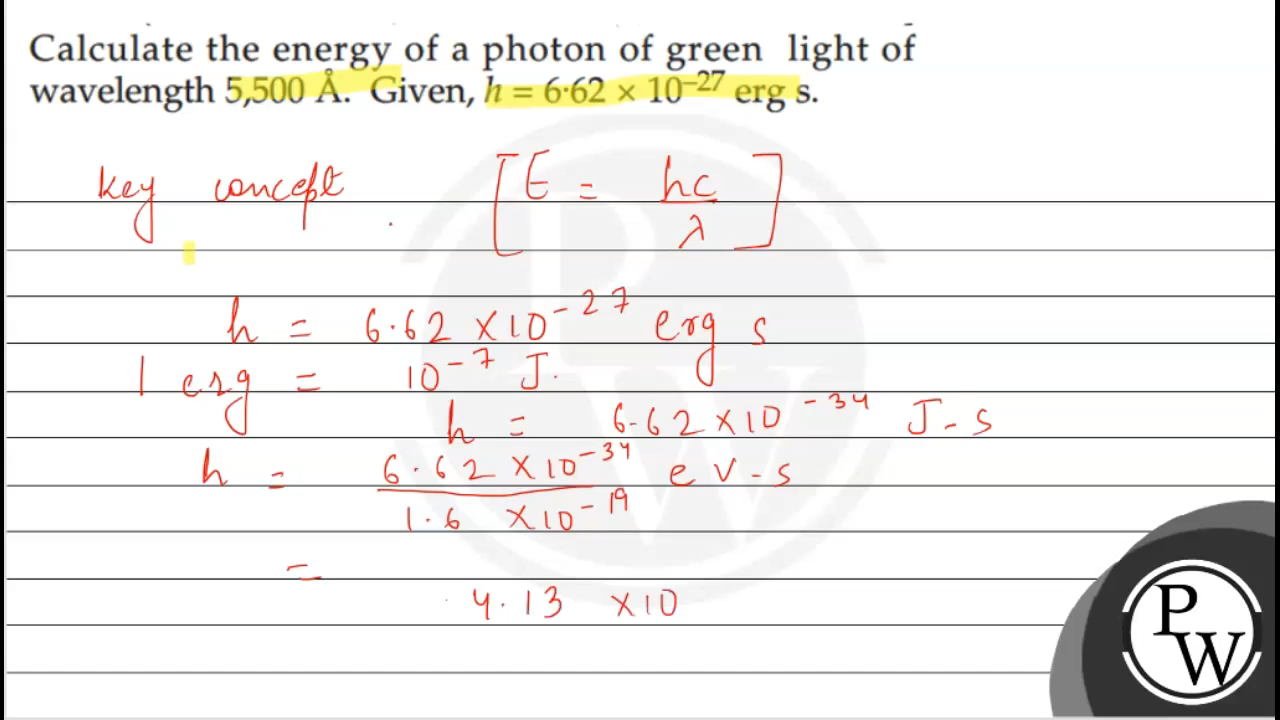 Calculate the energy of a photon of green light of
wavelength 5,500 Å. Given, h = 6·62 × 10⁻²⁷ erg s.
key concept [E = hc/λ]
h = 6.62 × 10⁻²⁷ erg s
1 erg = 10⁻⁷ J.
h = 6.62 × 10⁻³⁴ J-s
h = 6.62 × 10⁻³⁴ / 1.6 × 10⁻¹⁹ eV-s
=
4.13 × 10
PW